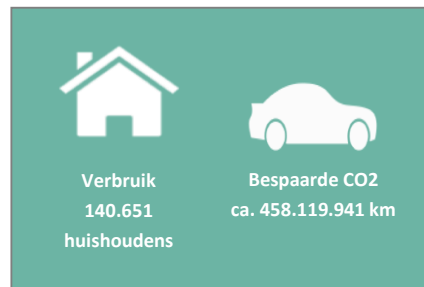 Verbruik
140.651
huishoudens
Bespaarde CO2
ca. 458.119.941 km